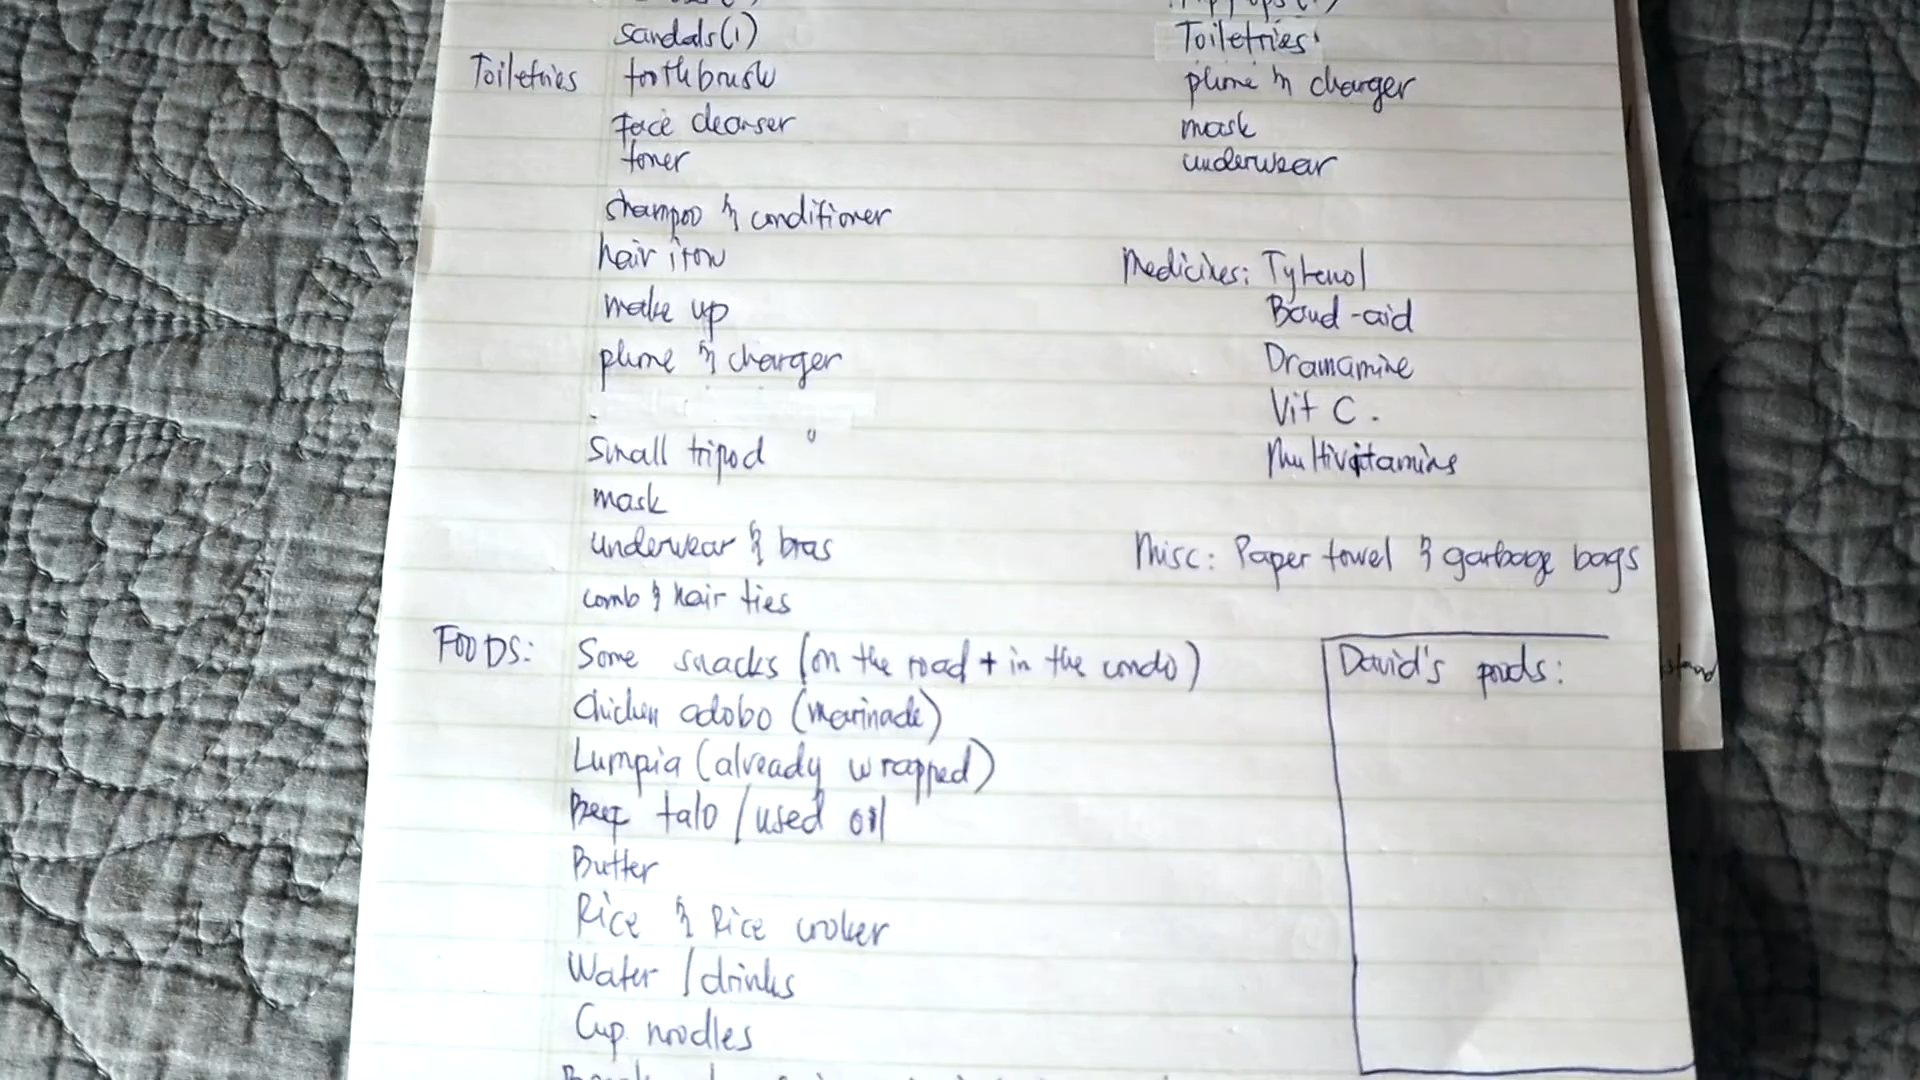 sandals (1)
Toiletries toothbrush
face cleanser
toner
shampoo & conditioner
hair iron
make up
phone & charger
small tripod
mask
underwear & bras
comb & hair ties
Toiletries
phone & charger
mask
underwear
Medicines: Tylenol
Band-aid
Dramamine
Vit C.
Multivitamins
Misc: Paper towel & garbage bags
FOODS: Some snacks (on the road + in the condo)
Chicken adobo (marinade)
Lumpia (already wrapped)
Beef talo / used oil
Butter
Rice & Rice cooker
Water / drinks
Cup noodles
David's foods: